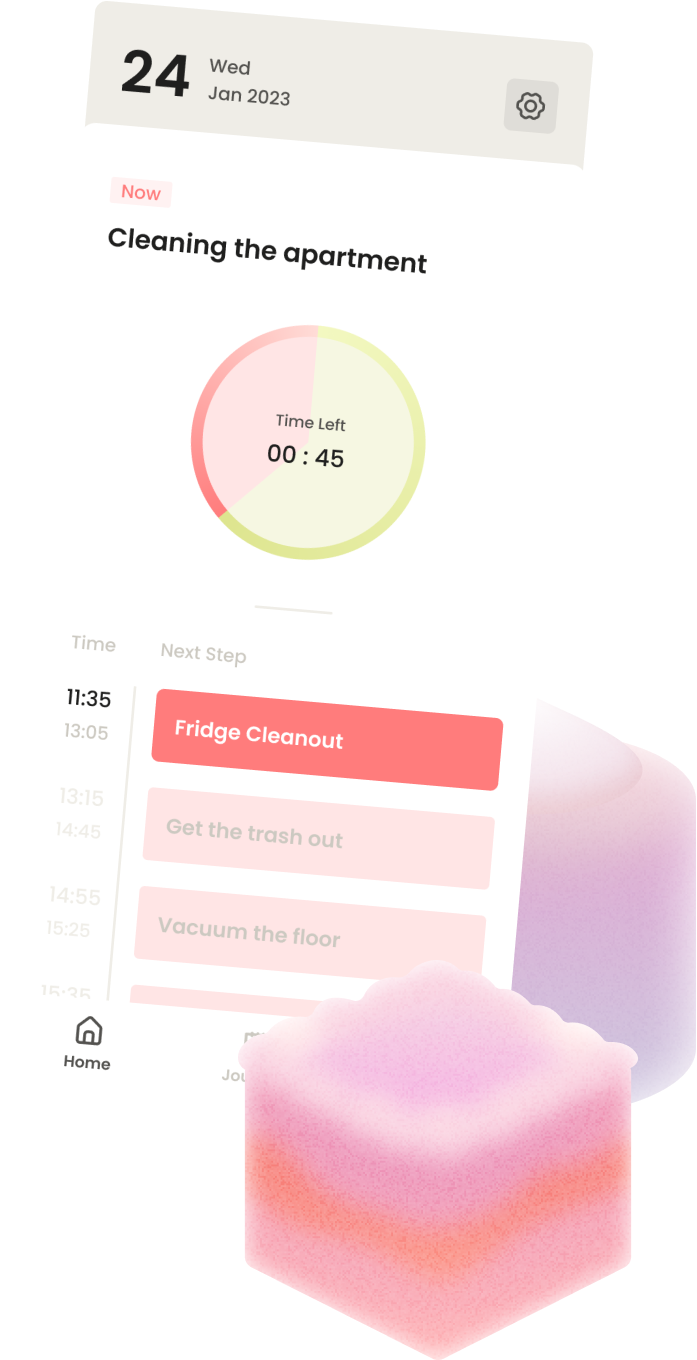 24
Wed
Jan 2023
Now
Cleaning the apartment
Time Left
00 : 45
Time
Next Step
11:35
13:05
Fridge Cleanout
13:15
14:45
Get the trash out
14:55
15:25
Vacuum the floor
15:35
Home